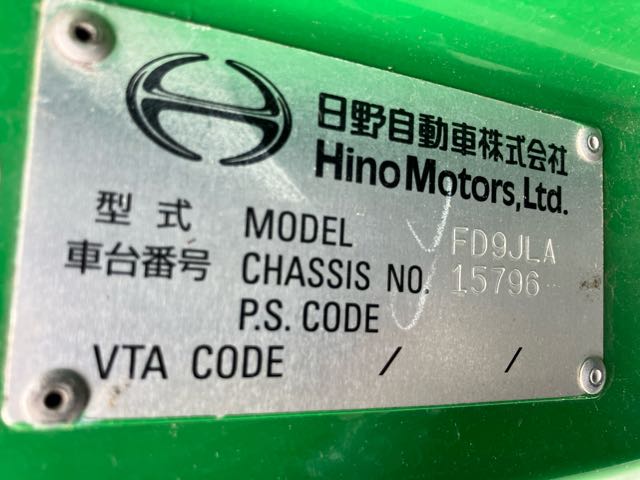 日野自動車株式会社
Hino Motors, Ltd.
型式 MODEL FD9JLA
車台番号 CHASSIS NO. 15796
P.S. CODE
VTA CODE / /